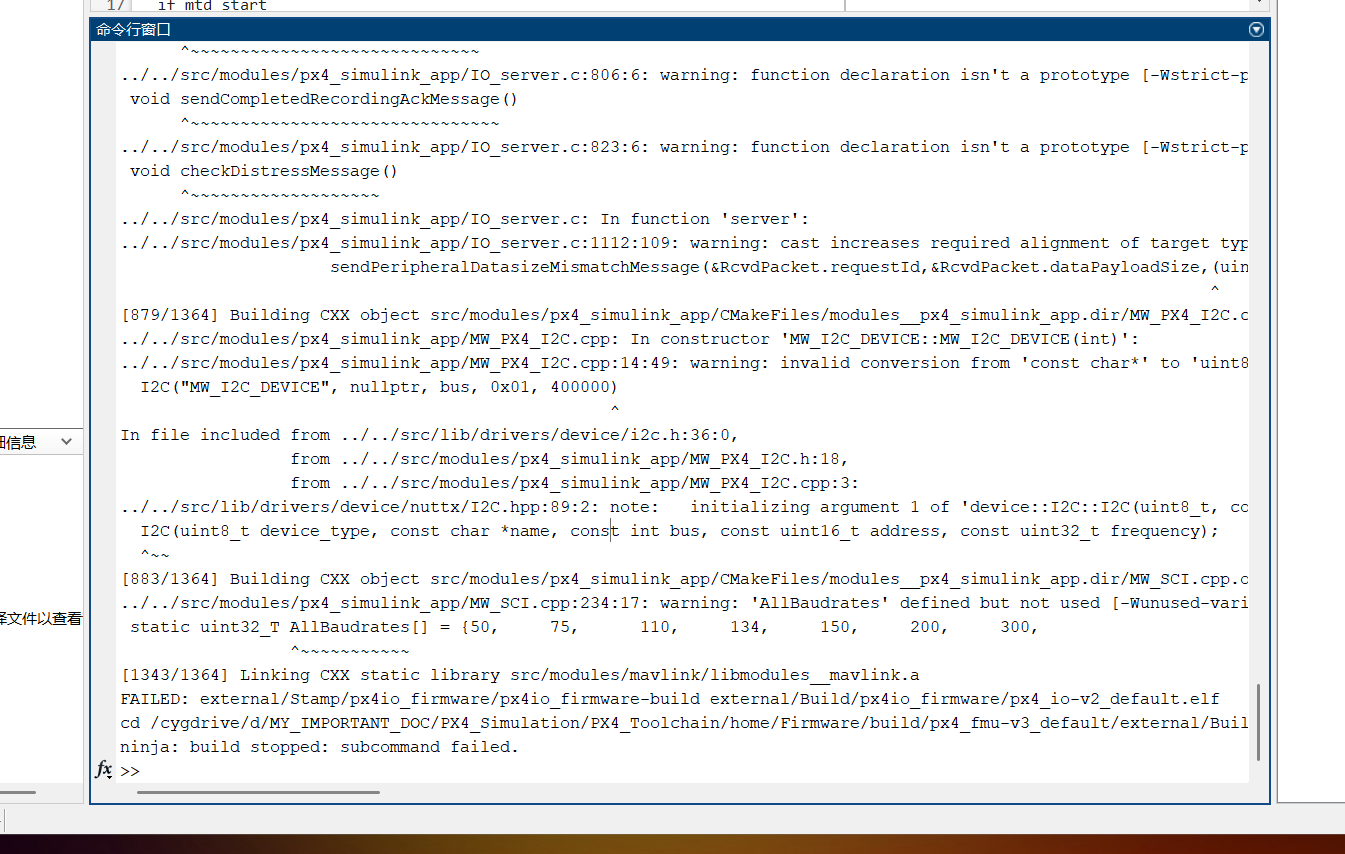 17 if mtd start
命令行窗口
^~~~~~~~~~~~~~~~~~~~~~~~~~~~~~
../../src/modules/px4_simulink_app/IO_server.c:806:6: warning: function declaration isn't a prototype [-Wstrict-p
void sendCompletedRecordingAckMessage()
^~~~~~~~~~~~~~~~~~~~~~~~~~~~~~~~
../../src/modules/px4_simulink_app/IO_server.c:823:6: warning: function declaration isn't a prototype [-Wstrict-p
void checkDistressMessage()
^~~~~~~~~~~~~~~~~~~~
../../src/modules/px4_simulink_app/IO_server.c: In function 'server':
../../src/modules/px4_simulink_app/IO_server.c:1112:109: warning: cast increases required alignment of target typ
sendPeripheralDatasizeMismatchMessage(&RcvdPacket.requestId,&RcvdPacket.dataPayloadSize,(uin
^
[879/1364] Building CXX object src/modules/px4_simulink_app/CMakeFiles/modules__px4_simulink_app.dir/MW_PX4_I2C.c
../../src/modules/px4_simulink_app/MW_PX4_I2C.cpp: In constructor 'MW_I2C_DEVICE::MW_I2C_DEVICE(int)':
../../src/modules/px4_simulink_app/MW_PX4_I2C.cpp:14:49: warning: invalid conversion from 'const char*' to 'uint8
I2C("MW_I2C_DEVICE", nullptr, bus, 0x01, 400000)
^
In file included from ../../src/lib/drivers/device/i2c.h:36:0,
from ../../src/modules/px4_simulink_app/MW_PX4_I2C.h:18,
from ../../src/modules/px4_simulink_app/MW_PX4_I2C.cpp:3:
../../src/lib/drivers/device/nuttx/I2C.hpp:89:2: note: initializing argument 1 of 'device::I2C::I2C(uint8_t, co
I2C(uint8_t device_type, const char *name, const int bus, const uint16_t address, const uint32_t frequency);
^~~
细信息
[883/1364] Building CXX object src/modules/px4_simulink_app/CMakeFiles/modules__px4_simulink_app.dir/MW_SCI.cpp.c
../../src/modules/px4_simulink_app/MW_SCI.cpp:234:17: warning: 'AllBaudrates' defined but not used [-Wunused-vari
择文件以查看
static uint32_T AllBaudrates[] = {50, 75, 110, 134, 150, 200, 300,
^~~~~~~~~~~~
[1343/1364] Linking CXX static library src/modules/mavlink/libmodules__mavlink.a
FAILED: external/Stamp/px4io_firmware/px4io_firmware-build external/Build/px4io_firmware/px4_io-v2_default.elf
cd /cygdrive/d/MY_IMPORTANT_DOC/PX4_Simulation/PX4_Toolchain/home/Firmware/build/px4_fmu-v3_default/external/Buil
ninja: build stopped: subcommand failed.
fx >>